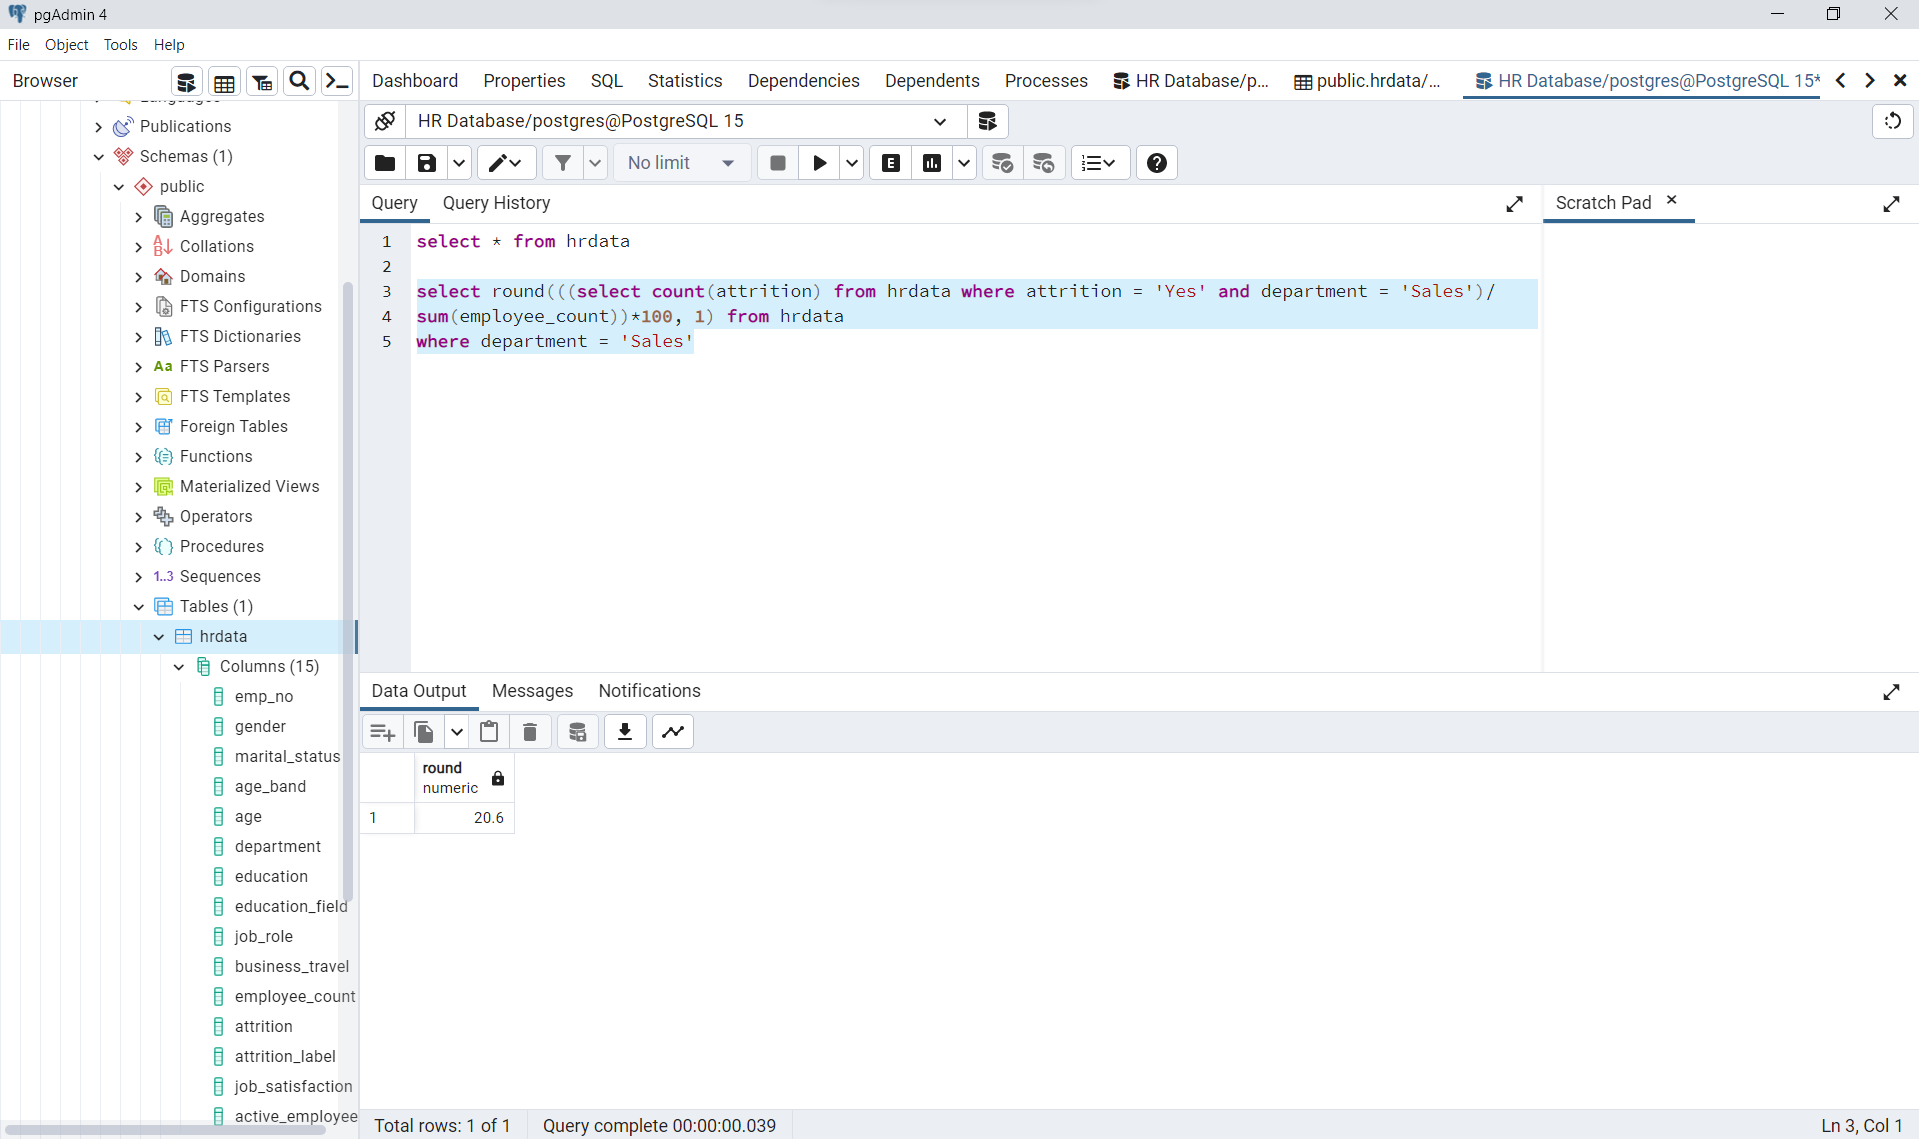 pgAdmin 4
File Object Tools Help
Browser
Dashboard Properties SQL Statistics Dependencies Dependents Processes HR Database/p... public.hrdata/... HR Database/postgres@PostgreSQL 15*
Languages
Publications
Schemas (1)
public
Aggregates
Collations
Domains
FTS Configurations
FTS Dictionaries
Aa FTS Parsers
FTS Templates
Foreign Tables
Functions
Materialized Views
Operators
Procedures
1..3 Sequences
Tables (1)
hrdata
Columns (15)
emp_no
gender
marital_status
age_band
age
department
education
education_field
job_role
business_travel
employee_count
attrition
attrition_label
job_satisfaction
active_employee
HR Database/postgres@PostgreSQL 15
No limit
E
Query Query History
Scratch Pad
1 select * from hrdata
2
3 select round(((select count(attrition) from hrdata where attrition = 'Yes' and department = 'Sales')/
4 sum(employee_count))*100, 1) from hrdata
5 where department = 'Sales'
Data Output Messages Notifications
round
numeric
1 20.6
Total rows: 1 of 1 Query complete 00:00:00.039 Ln 3, Col 1